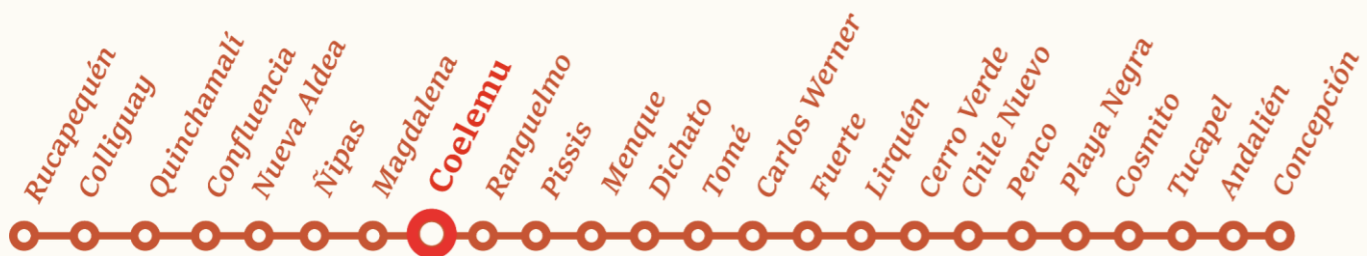 Rucapequén
Colliguay
Quinchamalí
Confluencia
Nueva Aldea
Ñipas
Magdalena
Coelemu
Ranguelmo
Pissis
Menque
Dichato
Tomé
Carlos Werner
Fuerte
Lirquén
Cerro Verde
Chile Nuevo
Penco
Playa Negra
Cosmito
Tucapel
Andalién
Concepción